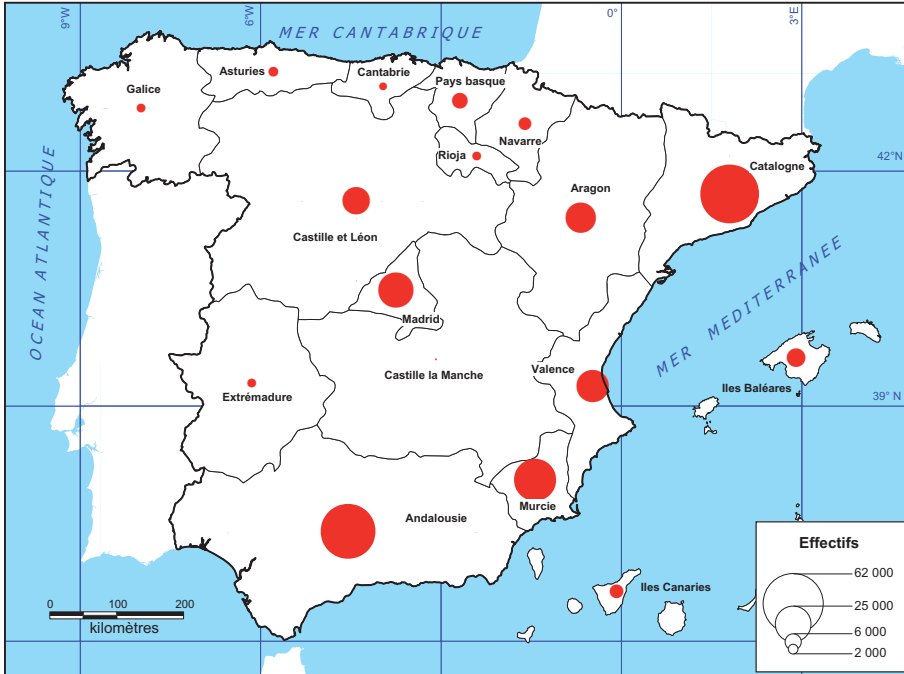 9°W
6°W
0°
3°E
MER CANTABRIQUE
Asturies
Cantabrie
Galice
Pays basque
Navarre
Rioja
42°N
Catalogne
Aragon
OCEAN ATLANTIQUE
Castille et Léon
MER MEDITERRANEE
Madrid
Valence
Castille la Manche
Iles Baléares
Extrémadure
39° N
Murcie
Andalousie
Effectifs
62 000
25 000
6 000
2 000
Iles Canaries
0 100 200
kilomètres